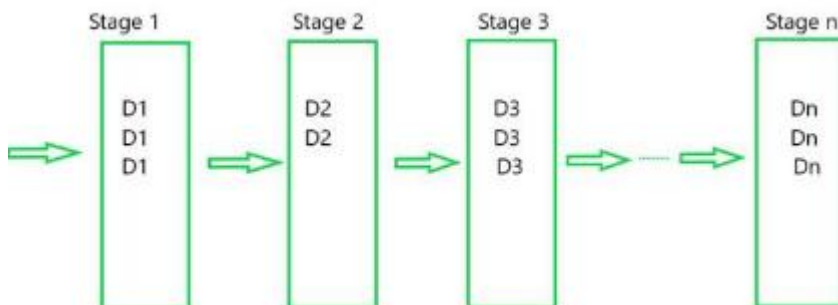 Stage 1
Stage 2
Stage 3
Stage n
D1
D1
D1
D2
D2
D3
D3
D3
Dn
Dn
Dn